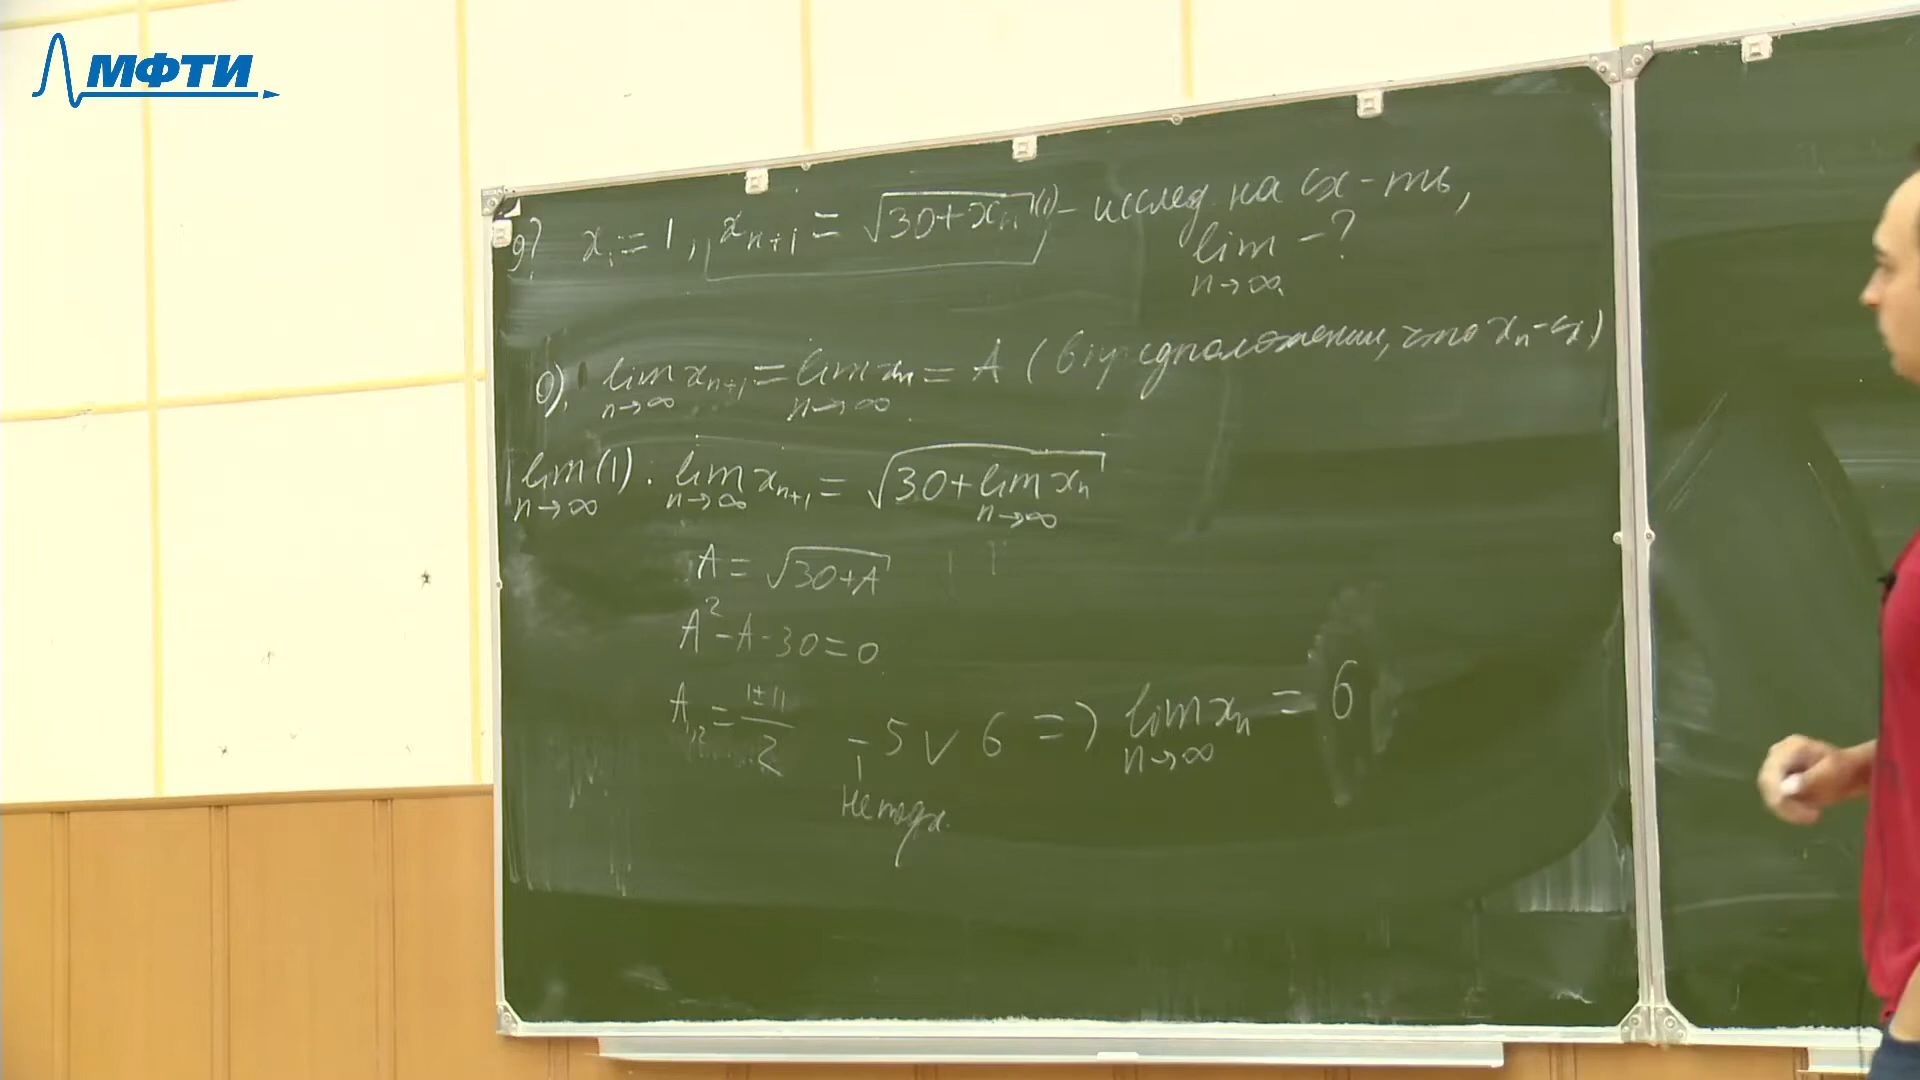 МФТИ
g) x₁ = 1, x_{n+1} = √(30+x_n) (1) - исслед. на сх-ть,
lim - ?
n→∞
0) lim x_{n+1} = lim x_n = A (в предположении, что x_n - сх)
n→∞ n→∞
lim (1). lim x_{n+1} = √(30+lim x_n)
n→∞ n→∞ n→∞
A = √(30+A)
A² - A - 30 = 0
A₁,₂ = (1±11)/2 -5 ∨ 6 => lim x_n = 6
n→∞
не подх.